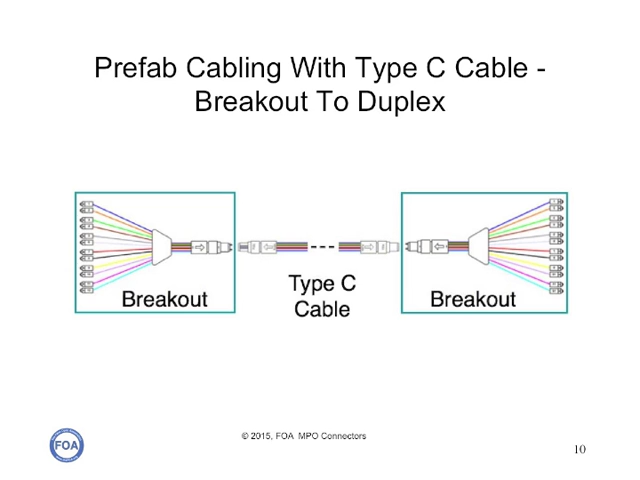 Prefab Cabling With Type C Cable -
Breakout To Duplex
Breakout
Type C
Cable
Breakout
© 2015, FOA MPO Connectors
FOA
10